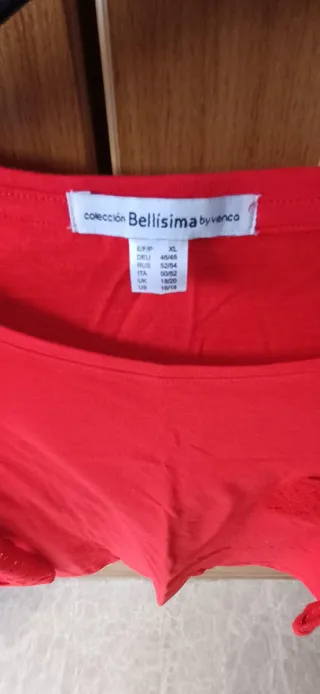 colección Bellísima by venca
E/F/P XL
DEU 46/48
RUS 52/54
ITA 50/52
UK 18/20
US 16/18